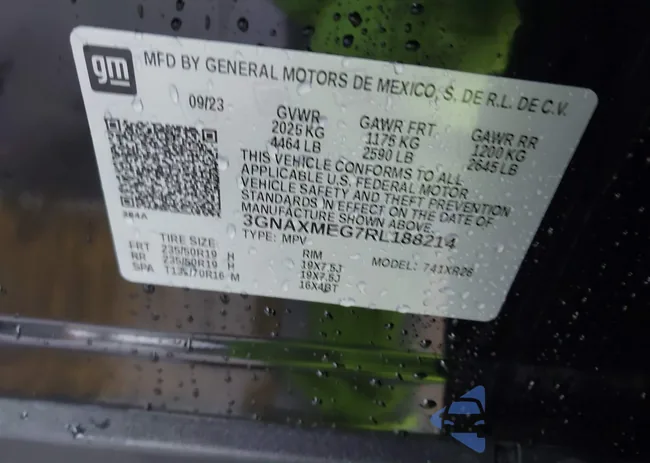 gm
MFD BY GENERAL MOTORS DE MEXICO, S. DE R.L. DE C.V.
09/23
GVWR GAWR FRT GAWR RR
2025 KG 1175 KG 1200 KG
4464 LB 2590 LB 2645 LB
THIS VEHICLE CONFORMS TO ALL
APPLICABLE U.S. FEDERAL MOTOR
VEHICLE SAFETY AND THEFT PREVENTION
STANDARDS IN EFFECT ON THE DATE OF
MANUFACTURE SHOWN ABOVE.
3GNAXMEG7RL188214
TYPE: MPV MODEL: 741XR26
TIRE SIZE RIM
FRT 235/50R19 H 19X7.5J
RR 235/50R19 H 19X7.5J
SPA T135/70R16 M 16X4BT